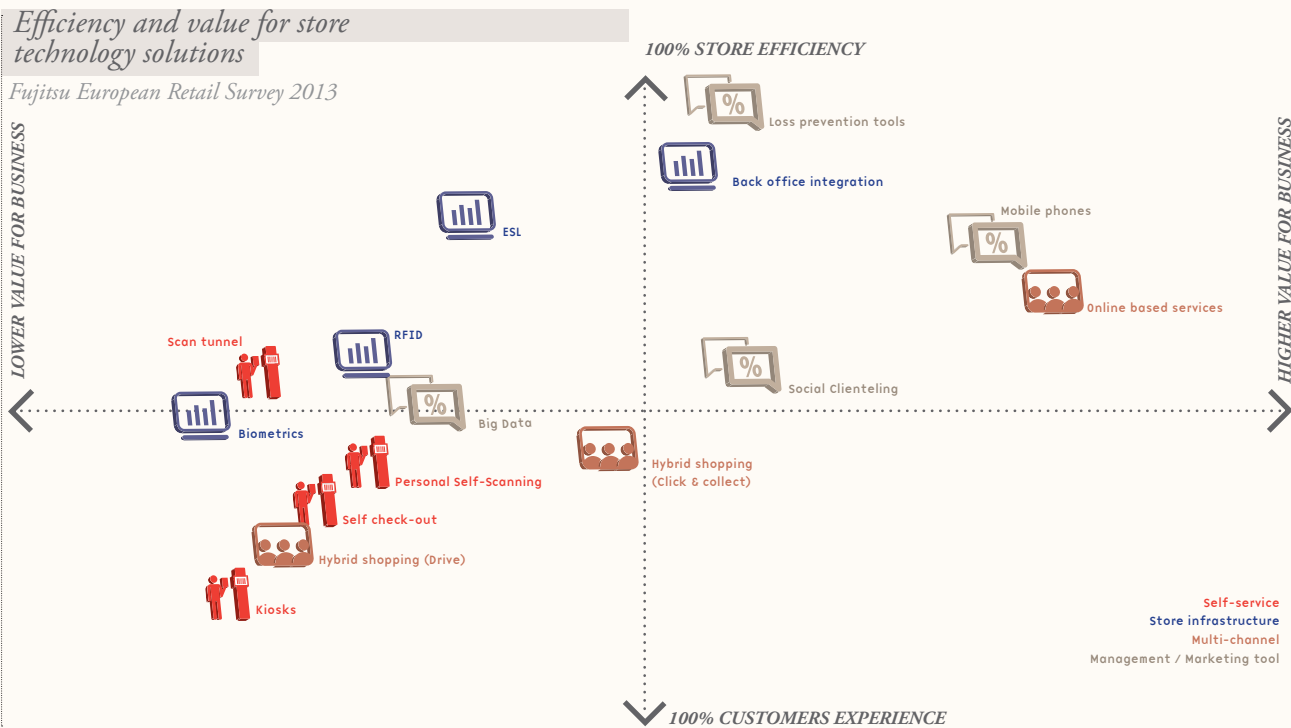 Efficiency and value for store
technology solutions
Fujitsu European Retail Survey 2013
100% STORE EFFICIENCY
LOWER VALUE FOR BUSINESS
HIGHER VALUE FOR BUSINESS
%
Loss prevention tools
Back office integration
Mobile phones
%
ESL
Online based services
RFID
Scan tunnel
%
Social Clienteling
%
Big Data
Biometrics
Hybrid shopping
(Click & collect)
Personal Self-Scanning
Self check-out
Hybrid shopping (Drive)
Kiosks
Self-service
Store infrastructure
Multi-channel
Management / Marketing tool
100% CUSTOMERS EXPERIENCE